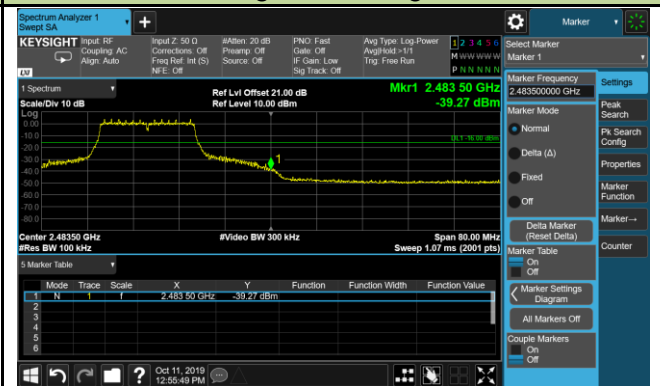 Spectrum Analyzer 1
Swept SA
Marker
KEYSIGHT
Input: RF
Coupling: AC
Align: Auto
Input Z: 50 Ω
Corrections: Off
Freq Ref: Int (S)
NFE: Off
#Atten: 20 dB
Preamp: Off
Source: Off
PNO: Fast
Gate: Off
IF Gain: Low
Sig Track: Off
Avg Type: Log-Power
Avg|Hold:>1/1
Trig: Free Run
1 2 3 4 5 6
M W W W W W
P N N N N N
LXI
Select Marker
Marker 1
1 Spectrum
Scale/Div 10 dB
Ref Lvl Offset 21.00 dB
Ref Level 10.00 dBm
Mkr1 2.483 50 GHz
-39.27 dBm
Log
0.00
-10.0
-20.0
-30.0
-40.0
-50.0
-60.0
-70.0
-80.0
DL1 -16.00 dBm
1
Center 2.48350 GHz
#Res BW 100 kHz
#Video BW 300 kHz
Span 80.00 MHz
Sweep 1.07 ms (2001 pts)
5 Marker Table
Mode Trace Scale X Y Function Function Width Function Value
1 N 1 f 2.483 50 GHz -39.27 dBm
2
3
4
5
6
Marker Frequency
2.483500000 GHz
Marker Mode
Normal
Delta (Δ)
Fixed
Off
Delta Marker
(Reset Delta)
Marker Table
On
Off
Marker Settings
Diagram
All Markers Off
Couple Markers
On
Off
Settings
Peak
Search
Pk Search
Config
Properties
Marker
Function
Marker→
Counter
?
Oct 11, 2019
12:55:49 PM